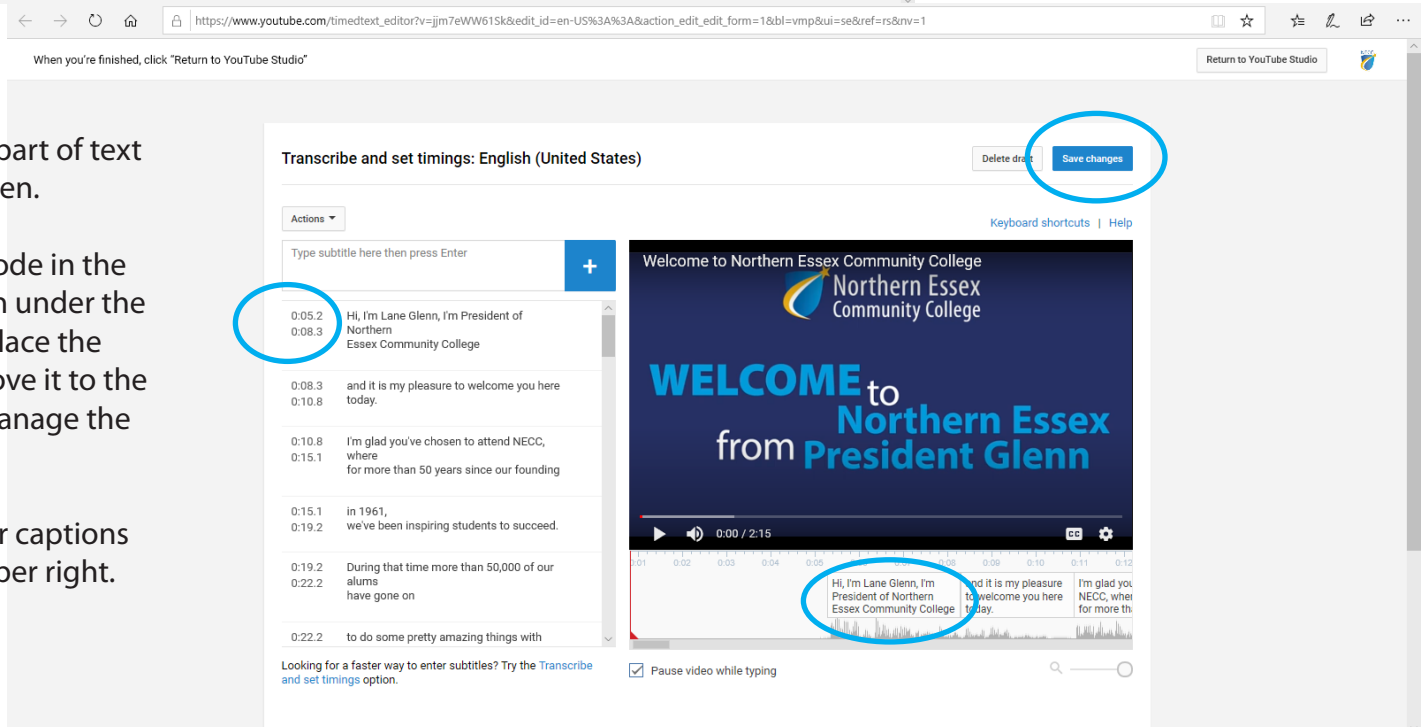 https://www.youtube.com/timedtext_editor?v=jjm7eWW61Sk&edit_id=en-US%3A%3A&action_edit_edit_form=1&bl=vmp&ui=se&ref=rs&nv=1
When you're finished, click "Return to YouTube Studio"
Return to YouTube Studio
part of text
en.
ode in the
n under the
lace the
ove it to the
anage the
r captions
per right.
Transcribe and set timings: English (United States)
Delete draft
Save changes
Actions
Keyboard shortcuts | Help
Type subtitle here then press Enter
+
0:05.2 Hi, I'm Lane Glenn, I'm President of
0:08.3 Northern
Essex Community College
0:08.3 and it is my pleasure to welcome you here
0:10.8 today.
0:10.8 I'm glad you've chosen to attend NECC,
0:15.1 where
for more than 50 years since our founding
0:15.1 in 1961,
0:19.2 we've been inspiring students to succeed.
0:19.2 During that time more than 50,000 of our
0:22.2 alums
have gone on
0:22.2 to do some pretty amazing things with
Looking for a faster way to enter subtitles? Try the Transcribe
and set timings option.
Welcome to Northern Essex Community College
Northern Essex
Community College
WELCOME to
Northern Essex
from President Glenn
0:00 / 2:15
CC
0:01 0:02 0:03 0:04 0:05 0:09 0:10 0:11 0:12
Hi, I'm Lane Glenn, I'm
President of Northern
Essex Community College
and it is my pleasure
to welcome you here
today.
I'm glad you
NECC, wher
for more tha
Pause video while typing